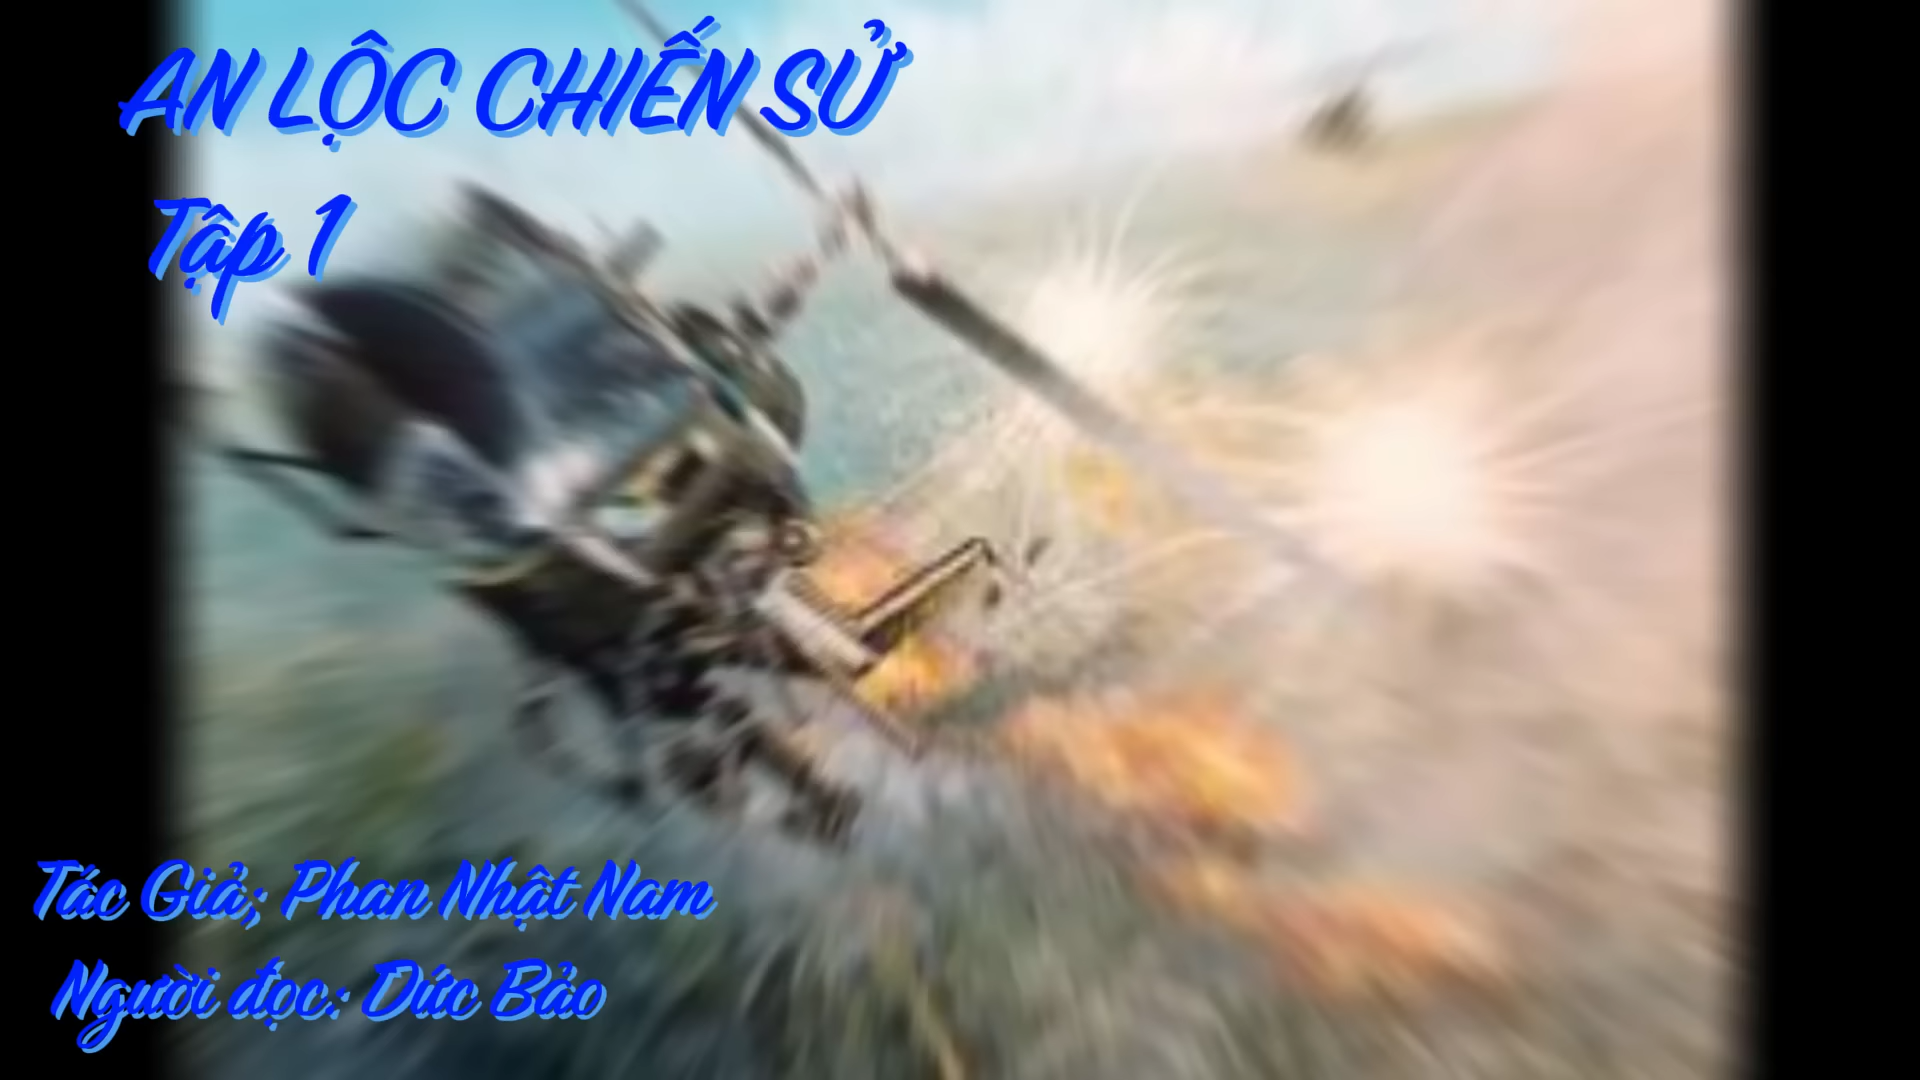 AN LỘC CHIẾN SỬ
Tập 1
Tác Giả; Phan Nhật Nam
Người đọc: Đức Bảo